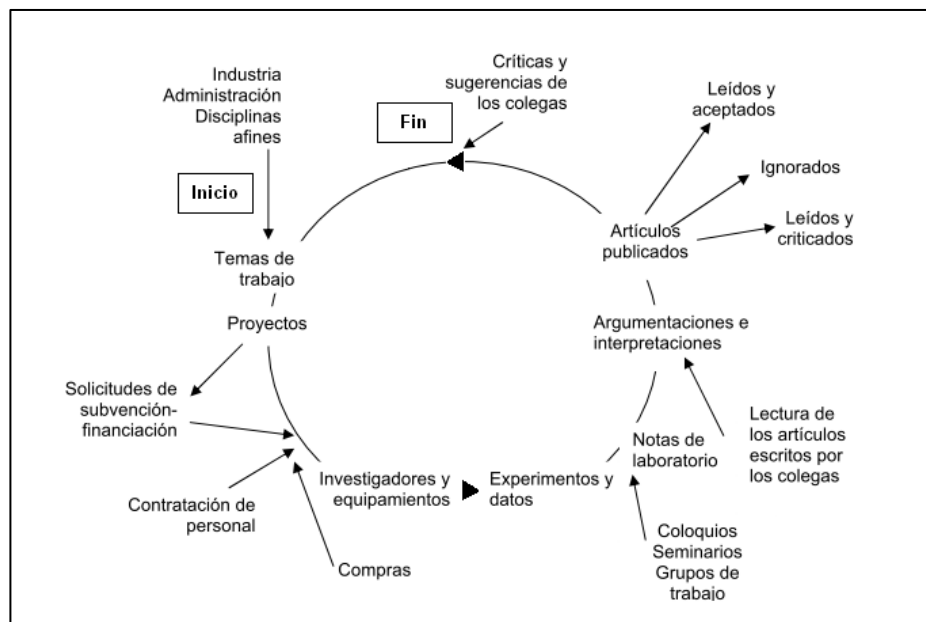 Industria
Administración
Disciplinas
afines
Inicio
Fin
Críticas y
sugerencias de
los colegas
Leídos y
aceptados
Ignorados
Leídos y
criticados
Artículos
publicados
Temas de
trabajo
Proyectos
Argumentaciones e
interpretaciones
Solicitudes de
subvención-
financiación
Lectura de
los artículos
escritos por
los colegas
Notas de
laboratorio
Investigadores y
equipamientos
Experimentos y
datos
Contratación de
personal
Compras
Coloquios
Seminarios
Grupos de
trabajo